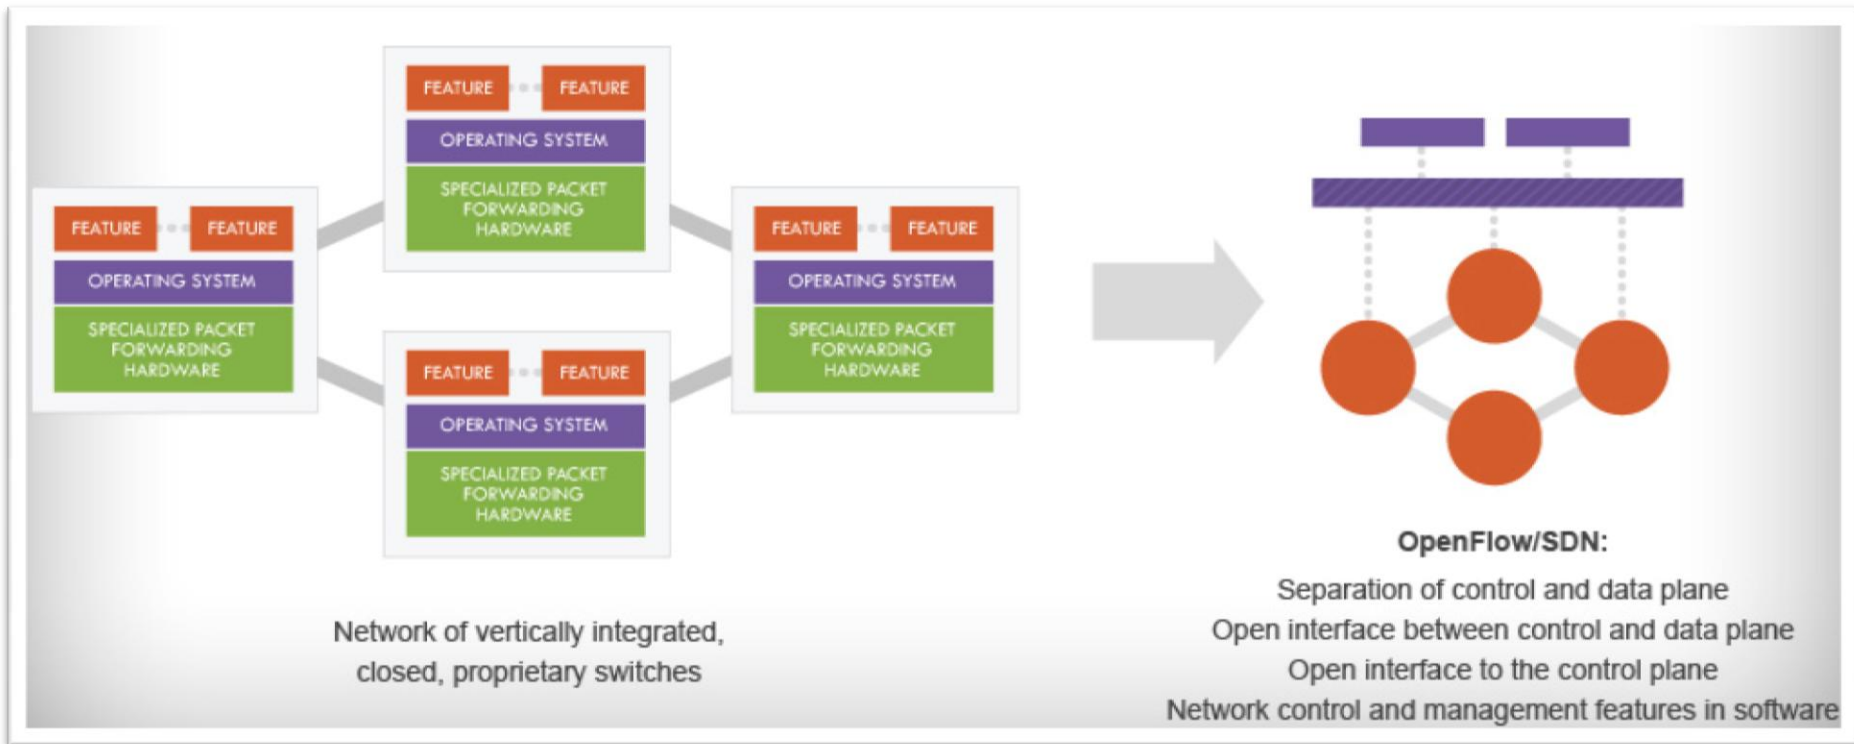 FEATURE FEATURE
OPERATING SYSTEM
SPECIALIZED PACKET
FORWARDING
HARDWARE
FEATURE FEATURE
OPERATING SYSTEM
SPECIALIZED PACKET
FORWARDING
HARDWARE
FEATURE FEATURE
OPERATING SYSTEM
SPECIALIZED PACKET
FORWARDING
HARDWARE
FEATURE FEATURE
OPERATING SYSTEM
SPECIALIZED PACKET
FORWARDING
HARDWARE
Network of vertically integrated,
closed, proprietary switches
OpenFlow/SDN:
Separation of control and data plane
Open interface between control and data plane
Open interface to the control plane
Network control and management features in software